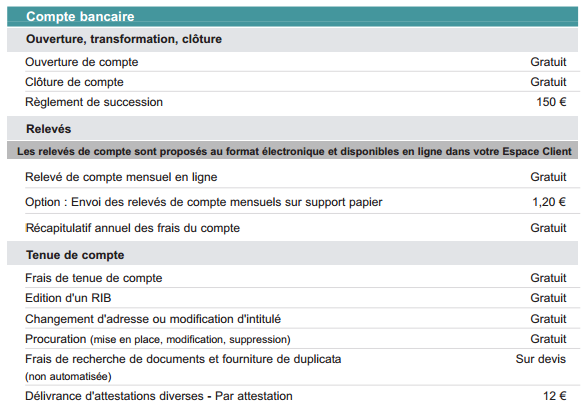 Compte bancaire
Ouverture, transformation, clôture
Ouverture de compte Gratuit
Clôture de compte Gratuit
Règlement de succession 150 €
Relevés
Les relevés de compte sont proposés au format électronique et disponibles en ligne dans votre Espace Client
Relevé de compte mensuel en ligne Gratuit
Option : Envoi des relevés de compte mensuels sur support papier 1,20 €
Récapitulatif annuel des frais du compte Gratuit
Tenue de compte
Frais de tenue de compte Gratuit
Edition d'un RIB Gratuit
Changement d'adresse ou modification d'intitulé Gratuit
Procuration (mise en place, modification, suppression) Gratuit
Frais de recherche de documents et fourniture de duplicata Sur devis
(non automatisée)
Délivrance d'attestations diverses - Par attestation 12 €